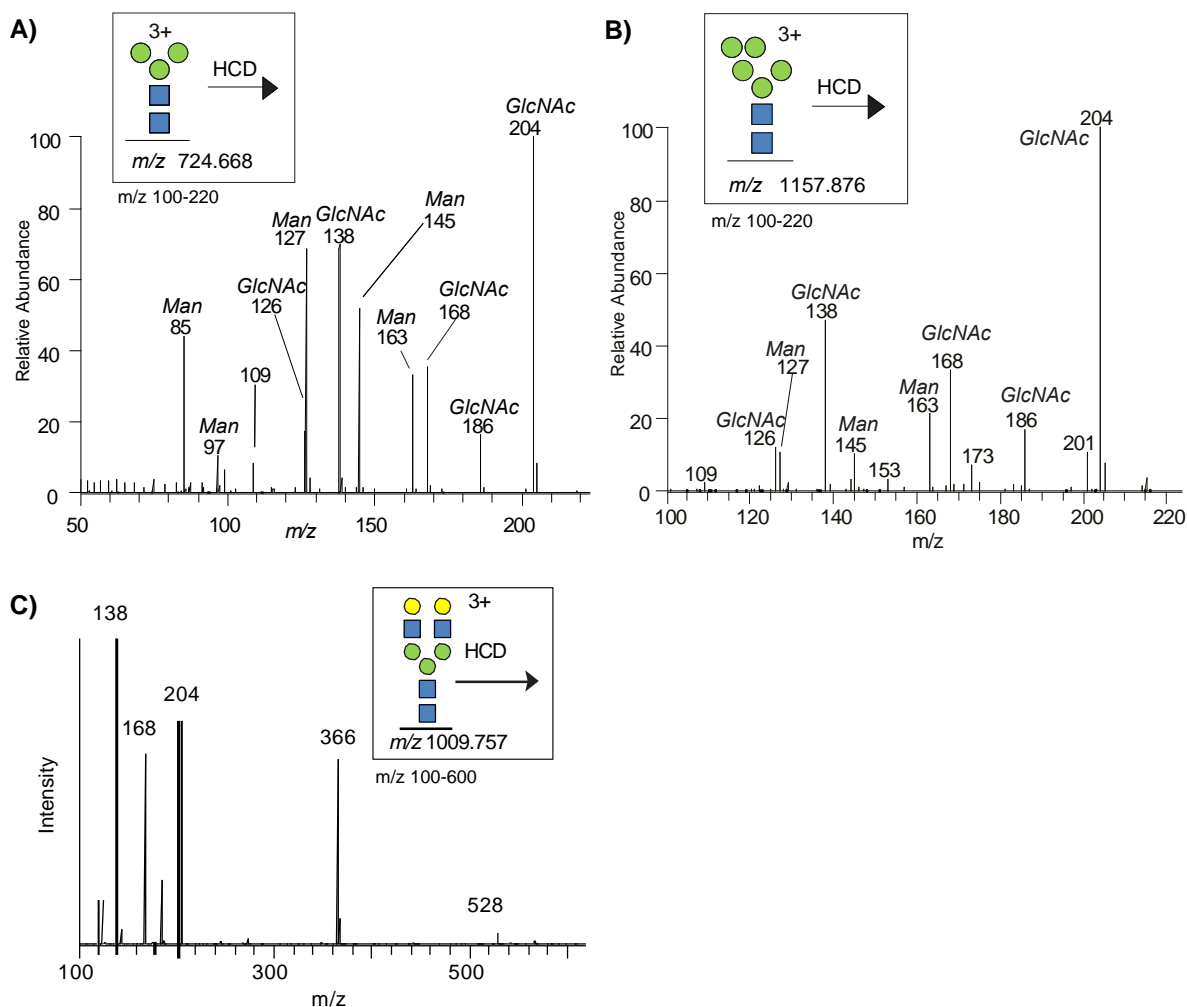 A)
3+
HCD
m/z 724.668
m/z 100-220
Relative Abundance
100
80
60
40
20
0
Man
85
Man
97
109
GlcNAc
126
Man
127
GlcNAc
138
Man
145
Man
163
GlcNAc
168
GlcNAc
186
GlcNAc
204
50
100
150
200
m/z
B)
3+
HCD
m/z 1157.876
m/z 100-220
Relative Abundance
100
80
60
40
20
0
109
GlcNAc
126
Man
127
GlcNAc
138
Man
145
153
Man
163
GlcNAc
168
173
GlcNAc
186
201
204
GlcNAc
100 120 140 160 180 200 220
m/z
C)
3+
HCD
m/z 1009.757
m/z 100-600
Intensity
138
168
204
366
528
100
300
500
m/z